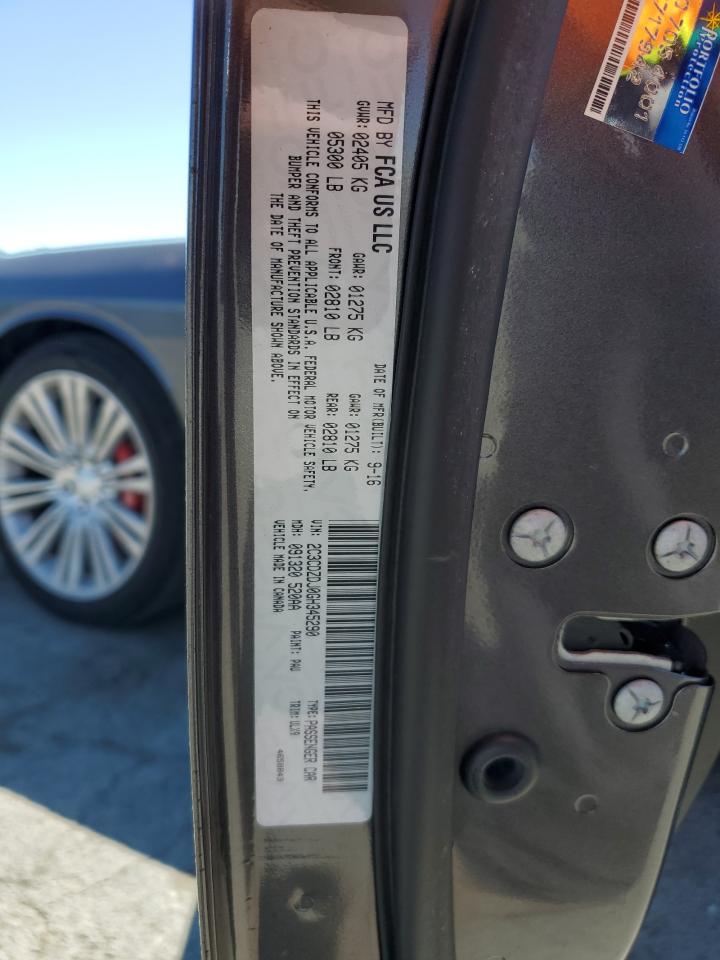 MFD BY FCA US LLC
DATE OF MFR(BUILT): 9-16
GVWR: 02405 KG
GAWR: 01275 KG
GAWR: 01275 KG
05300 LB
FRONT: 02810 LB
REAR: 02810 LB
THIS VEHICLE CONFORMS TO ALL APPLICABLE U.S.A. FEDERAL MOTOR VEHICLE SAFETY,
BUMPER AND THEFT PREVENTION STANDARDS IN EFFECT ON
THE DATE OF MANUFACTURE SHOWN ABOVE.
VIN: 2C3CDZDJ0GH345290
TYPE: PASSENGER CAR
MDH: 091320 520AA
PAINT: PAU
TRIM: ULX9
VEHICLE MADE IN CANADA
PORTFOLIO
Protection